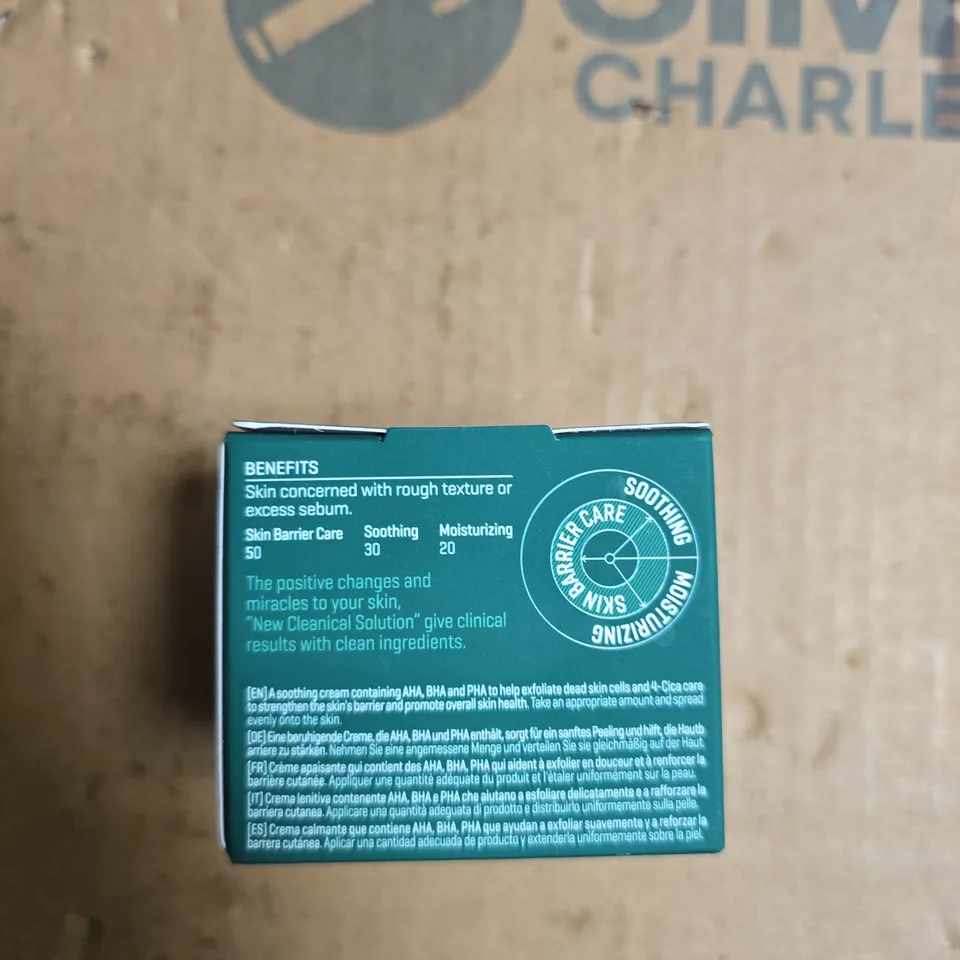 CHARLE
BENEFITS
Skin concerned with rough texture or
excess sebum.
Skin Barrier Care Soothing Moisturizing
50 30 20
The positive changes and
miracles to your skin,
"New Cleanical Solution" give clinical
results with clean ingredients.
SOOTHING
MOISTURIZING
SKIN BARRIER CARE
[EN] A soothing cream containing AHA, BHA and PHA to help exfoliate dead skin cells and 4-Cica care
to strengthen the skin's barrier and promote overall skin health. Take an appropriate amount and spread
evenly onto the skin.
[DE] Eine beruhigende Creme, die AHA, BHA und PHA enthält, sorgt für ein sanftes Peeling und hilft, die Hautb
arriere zu stärken. Nehmen Sie eine angemessene Menge und verteilen Sie sie gleichmäßig auf der Haut.
[FR] Crème apaisante qui contient des AHA, BHA, PHA qui aident à exfolier en douceur et à renforcer la
barrière cutanée. Appliquer une quantité adéquate du produit et l'étaler uniformément sur la peau.
[IT] Crema lenitiva contenente AHA, BHA e PHA che aiutano a esfoliare delicatamente e a rafforzare la
barriera cutanea. Applicare una quantità adeguata di prodotto e distribuirlo uniformemente sulla pelle.
[ES] Crema calmante que contiene AHA, BHA, PHA que ayudan a exfoliar suavemente y a reforzar la
barrera cutánea. Aplicar una cantidad adecuada de producto y extenderla uniformemente sobre la piel.